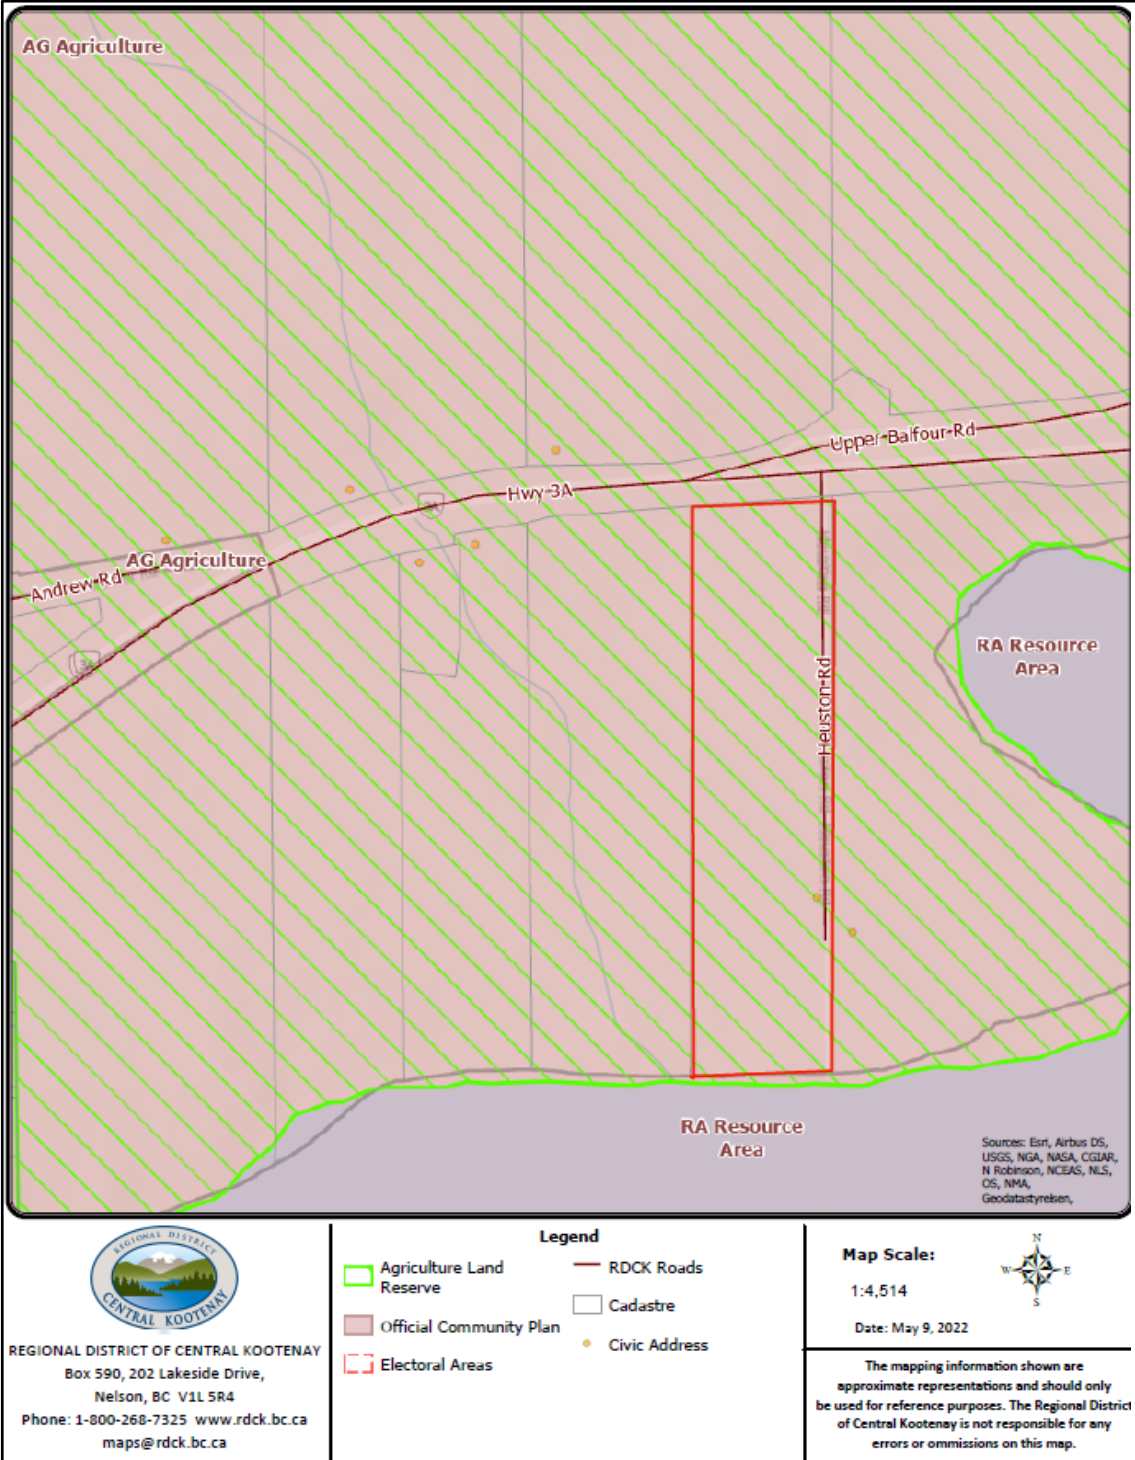 AG Agriculture
Upper Balfour Rd
Hwy 3A
3A
AG Agriculture
Andrew Rd
3A
RA Resource
Area
Heuston Rd
RA Resource
Area
Sources: Esri, Airbus DS,
USGS, NGA, NASA, CGIAR,
N Robinson, NCEAS, NLS,
OS, NMA,
Geodatastyrelsen,
REGIONAL DISTRICT
CENTRAL KOOTENAY
REGIONAL DISTRICT OF CENTRAL KOOTENAY
Box 590, 202 Lakeside Drive,
Nelson, BC V1L 5R4
Phone: 1-800-268-7325 www.rdck.bc.ca
maps@rdck.bc.ca
Legend
Agriculture Land
Reserve
Official Community Plan
Electoral Areas
RDCK Roads
Cadastre
Civic Address
Map Scale:
1:4,514
N
W E
S
Date: May 9, 2022
The mapping information shown are
approximate representations and should only
be used for reference purposes. The Regional District
of Central Kootenay is not responsible for any
errors or ommissions on this map.